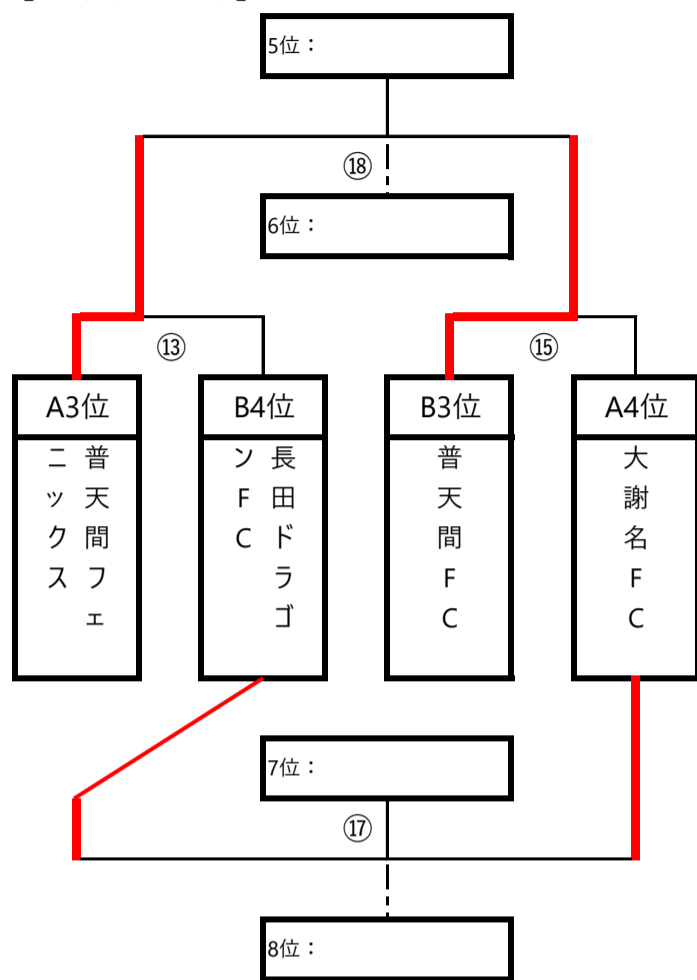 5位：
⑱
6位：
⑬
⑮
A3位
B4位
B3位
A4位
普天間フェ
ニックス
長田ドラゴ
ンFC
普天間FC
大謝名FC
7位：
⑰
8位：